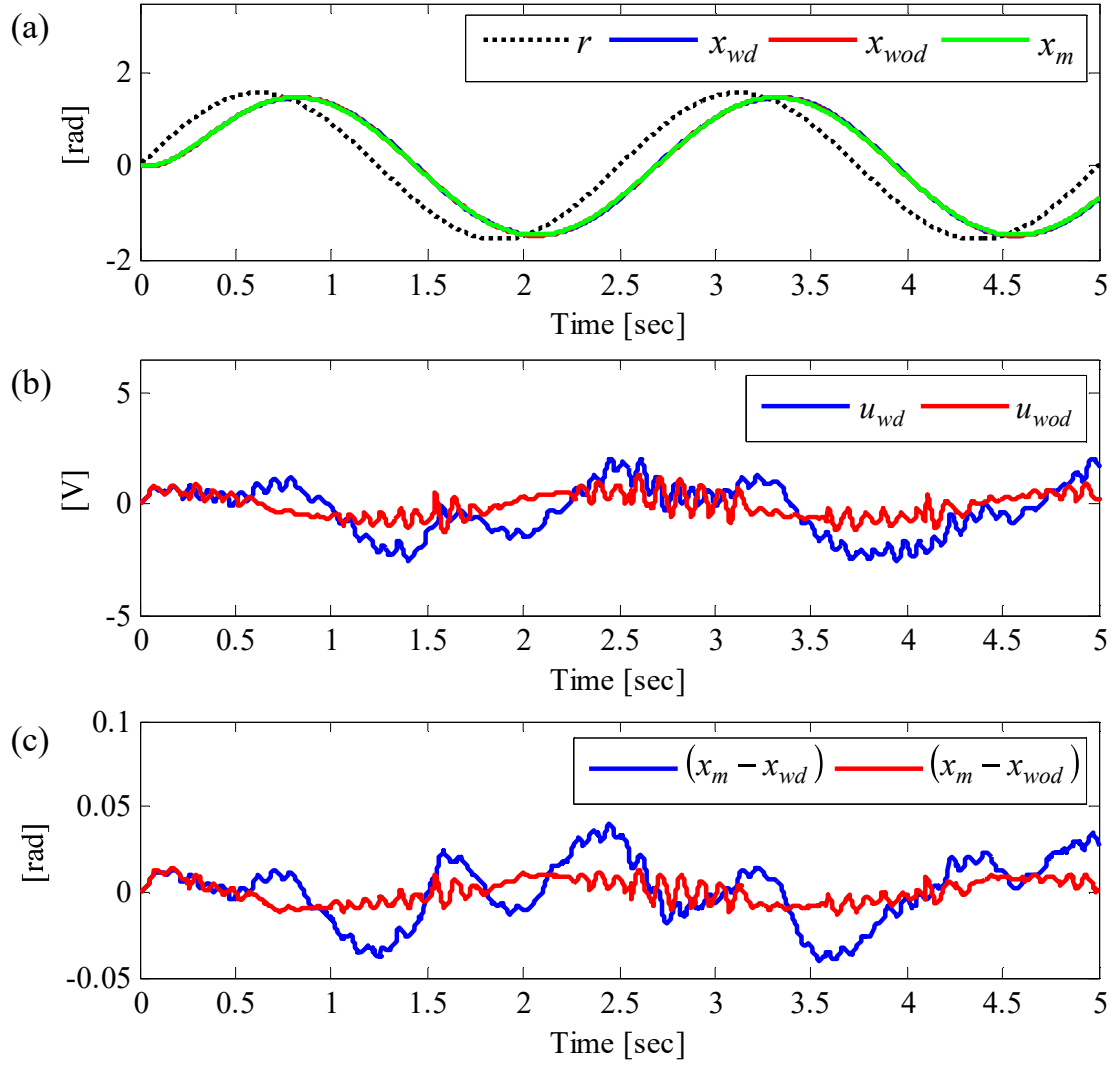 (a)
r x_wd x_wod x_m
2
0
-2
[rad]
0 0.5 1 1.5 2 2.5 3 3.5 4 4.5 5
Time [sec]
(b)
u_wd u_wod
5
0
-5
[V]
0 0.5 1 1.5 2 2.5 3 3.5 4 4.5 5
Time [sec]
(c)
(x_m − x_wd) (x_m − x_wod)
0.1
0.05
0
-0.05
[rad]
0 0.5 1 1.5 2 2.5 3 3.5 4 4.5 5
Time [sec]